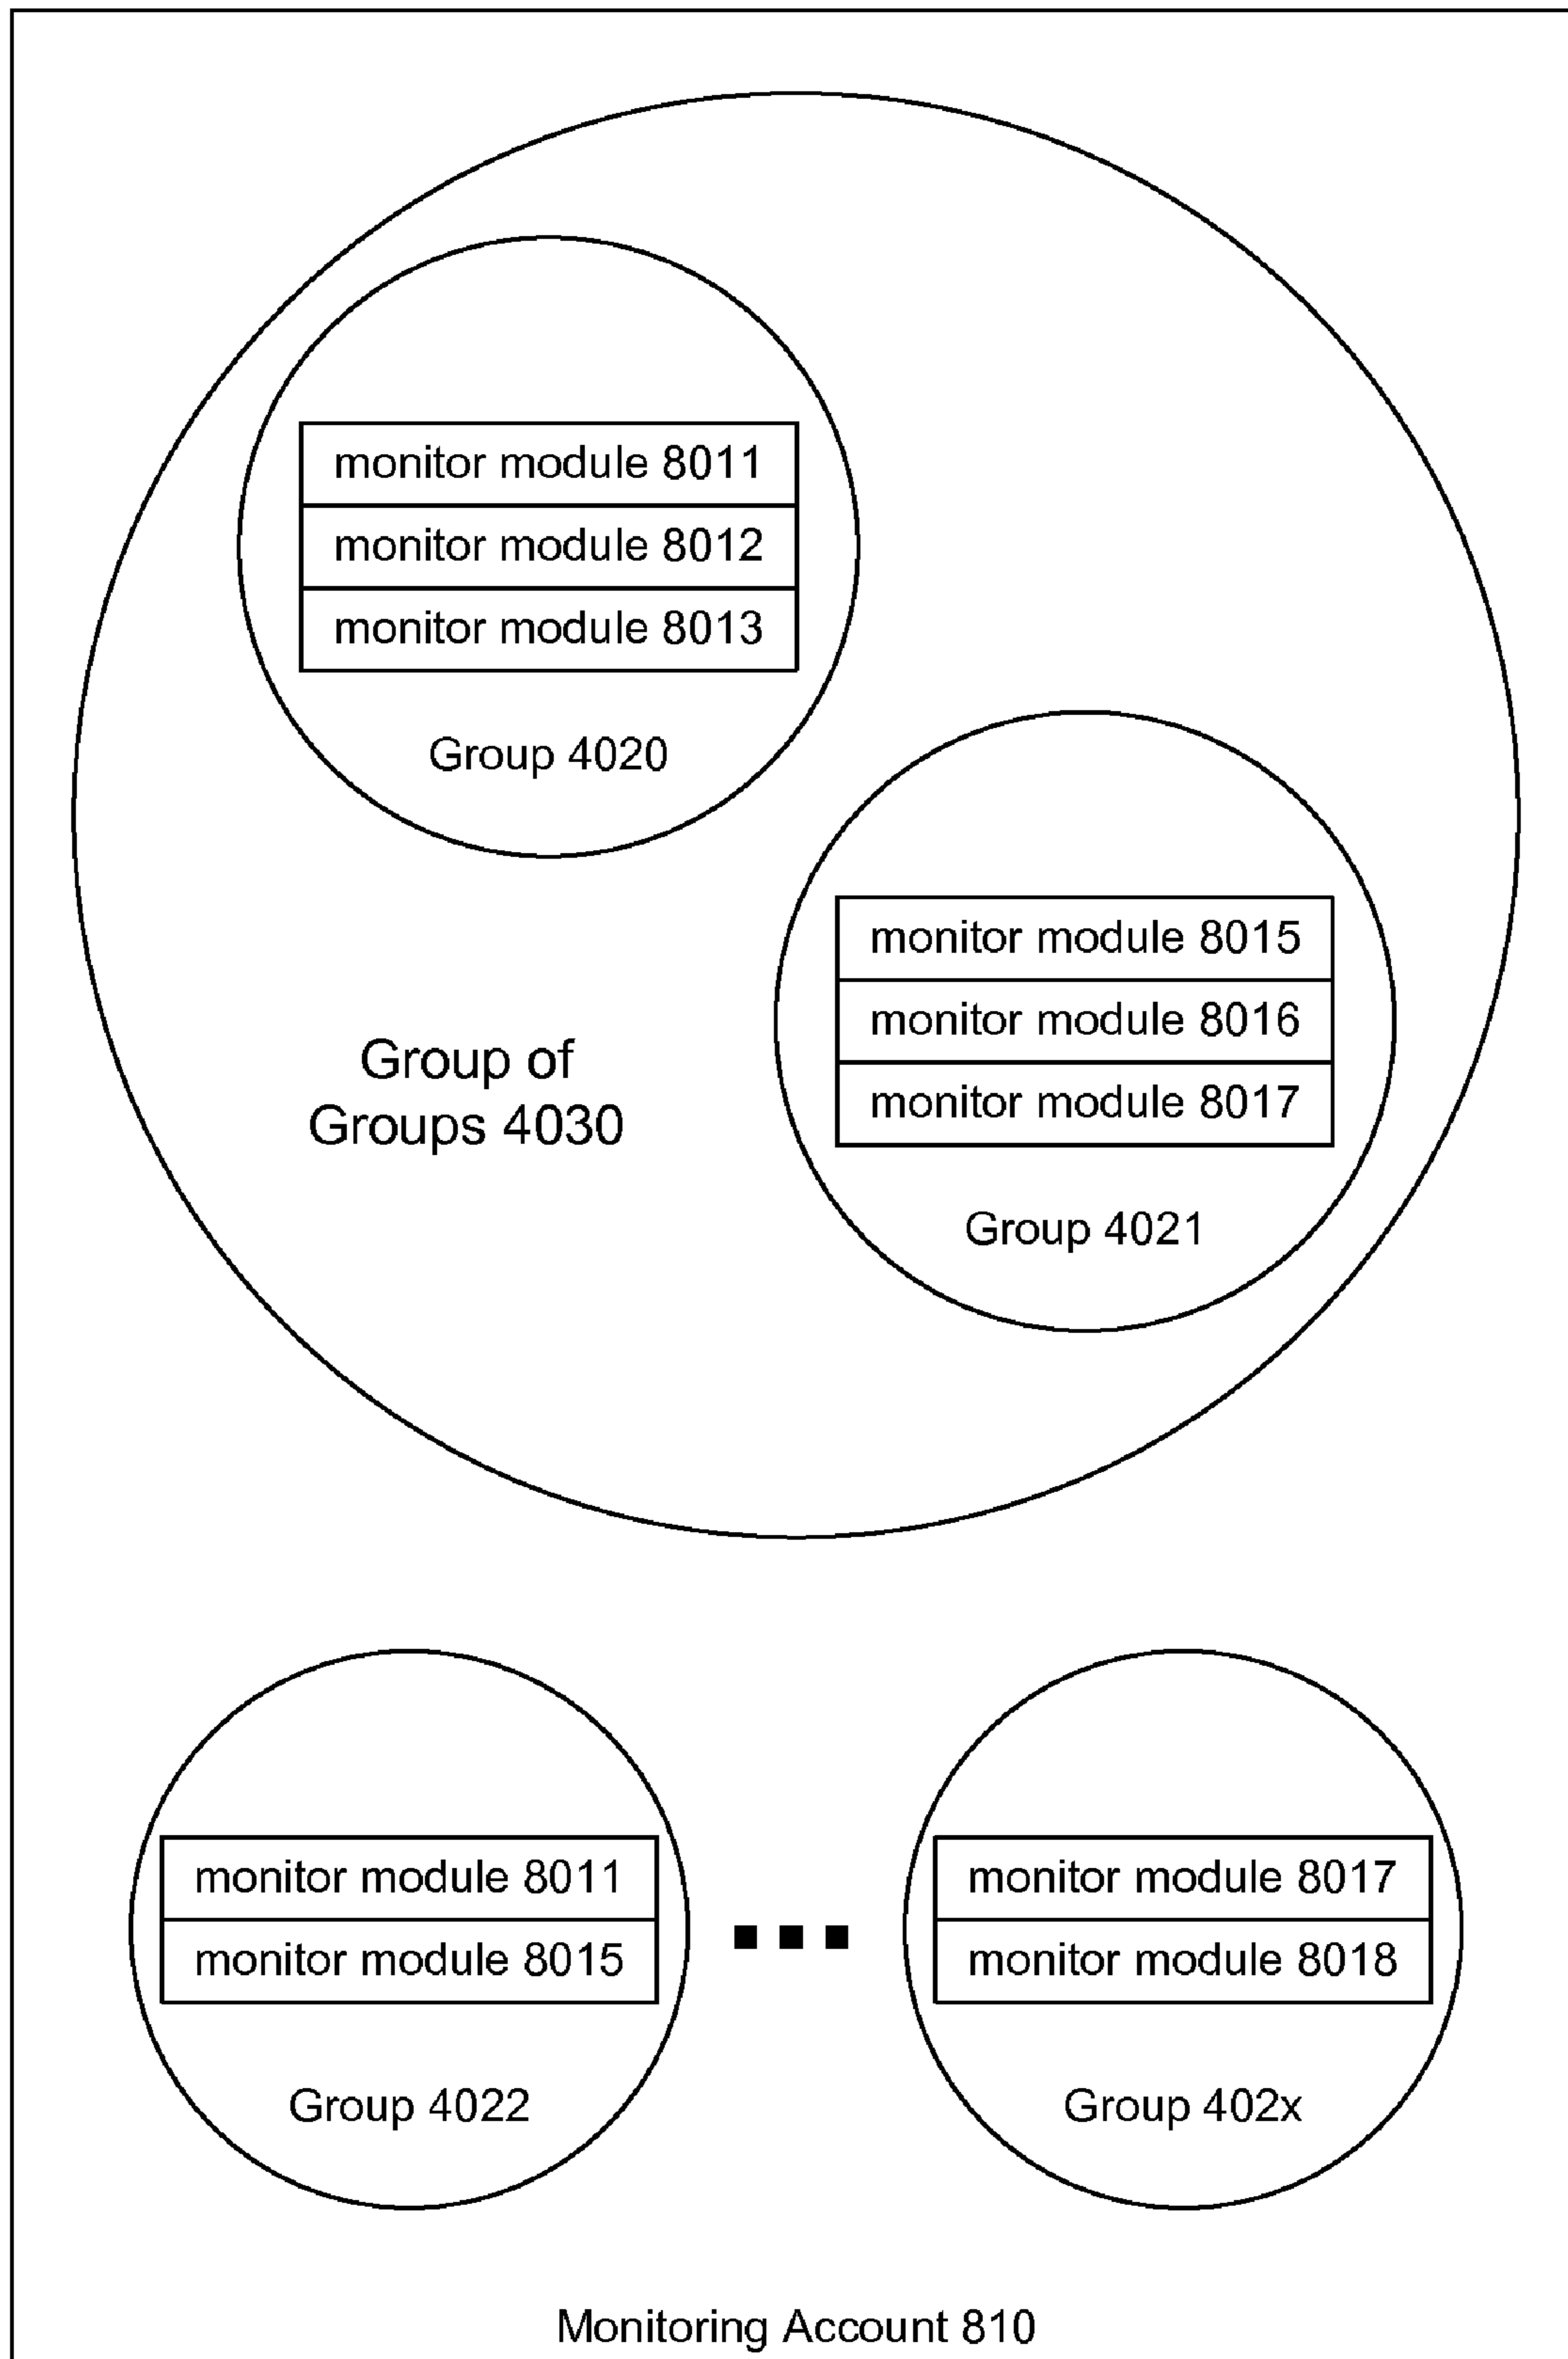 monitor module 8011
monitor module 8012
monitor module 8013
Group 4020
monitor module 8015
monitor module 8016
monitor module 8017
Group 4021
Group of
Groups 4030
monitor module 8011
monitor module 8015
Group 4022
monitor module 8017
monitor module 8018
Group 402x
Monitoring Account 810